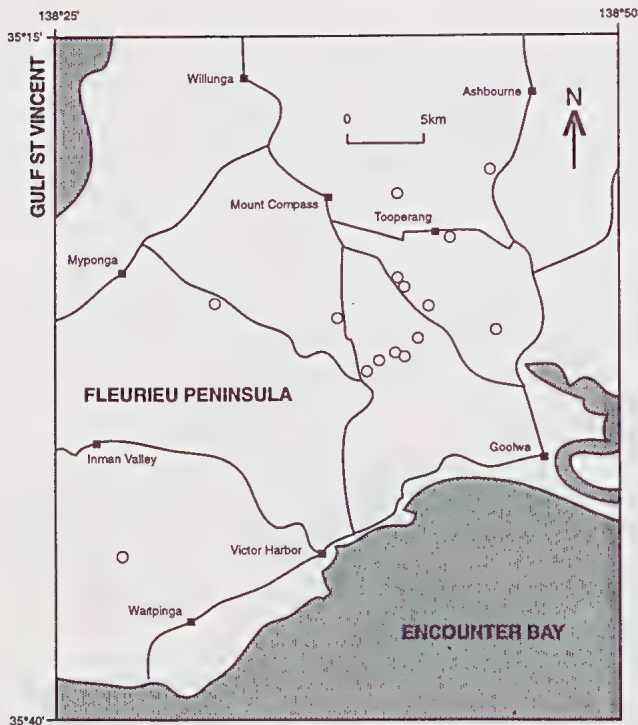 138°25'
138°50'
35°15'
GULF ST VINCENT
Willunga
Ashbourne
N
0 5km
Mount Compass
Tooperang
Myponga
FLEURIEU PENINSULA
Goolwa
Inman Valley
Victor Harbor
Waitpinga
ENCOUNTER BAY
35°40'